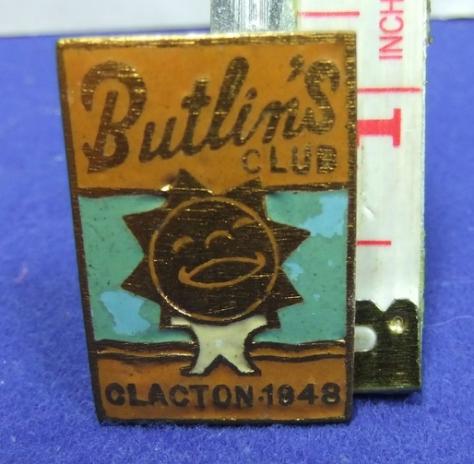 Butlin's
CLUB
CLACTON·1948
INCH
1